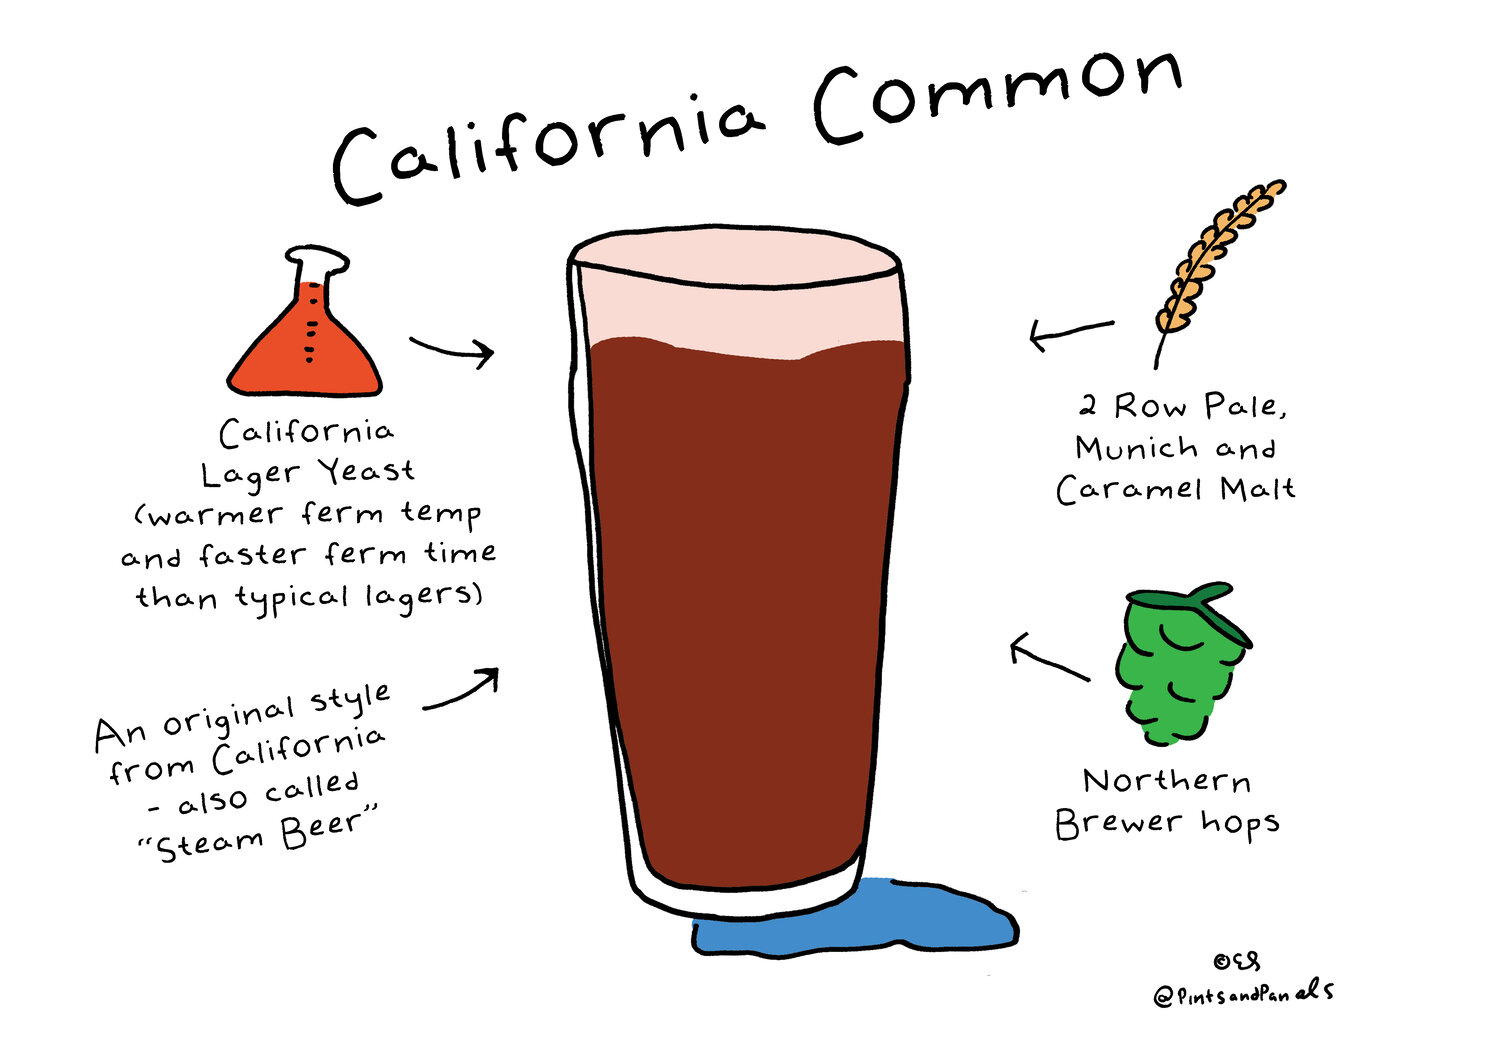 California Common
California
Lager Yeast
(warmer ferm temp
and faster ferm time
than typical lagers)
An original style
from California
- also called
"Steam Beer"
2 Row Pale,
Munich and
Caramel Malt
Northern
Brewer hops
©ES
@PintsandPanels